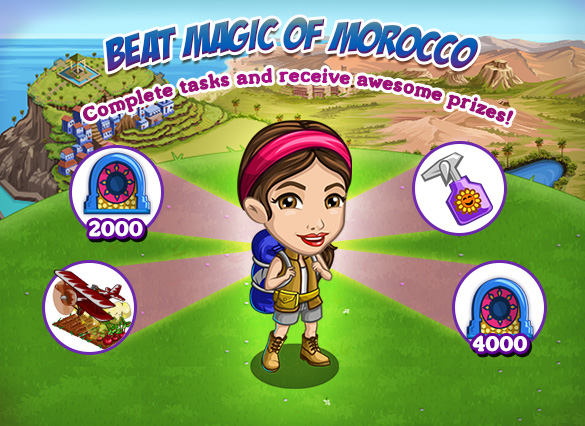 BEAT MAGIC OF MOROCCO
Complete tasks and receive awesome prizes!
2000
4000